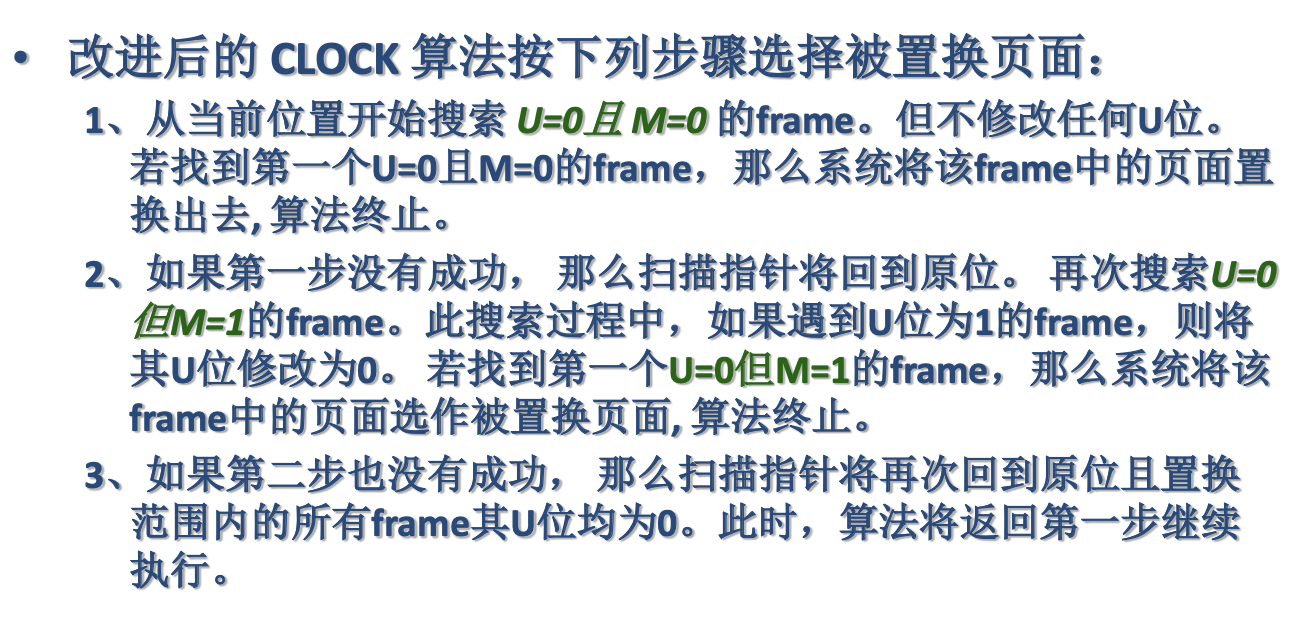 • 改进后的 CLOCK 算法按下列步骤选择被置换页面：
1、从当前位置开始搜索 U=0且 M=0 的frame。但不修改任何U位。
若找到第一个U=0且M=0的frame，那么系统将该frame中的页面置
换出去, 算法终止。
2、如果第一步没有成功， 那么扫描指针将回到原位。 再次搜索U=0
但M=1的frame。此搜索过程中，如果遇到U位为1的frame，则将
其U位修改为0。 若找到第一个U=0但M=1的frame，那么系统将该
frame中的页面选作被置换页面, 算法终止。
3、如果第二步也没有成功， 那么扫描指针将再次回到原位且置换
范围内的所有frame其U位均为0。此时，算法将返回第一步继续
执行。